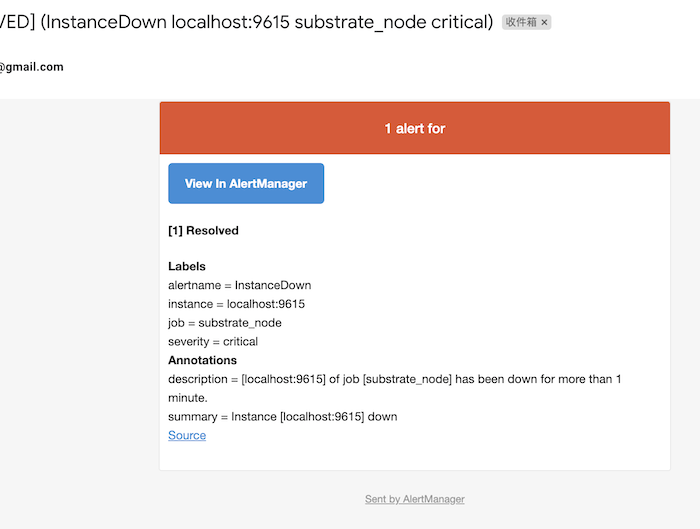 VED] (InstanceDown localhost:9615 substrate_node critical) 收件箱 ×
@gmail.com
1 alert for
View In AlertManager
[1] Resolved
Labels
alertname = InstanceDown
instance = localhost:9615
job = substrate_node
severity = critical
Annotations
description = [localhost:9615] of job [substrate_node] has been down for more than 1
minute.
summary = Instance [localhost:9615] down
Source
Sent by AlertManager